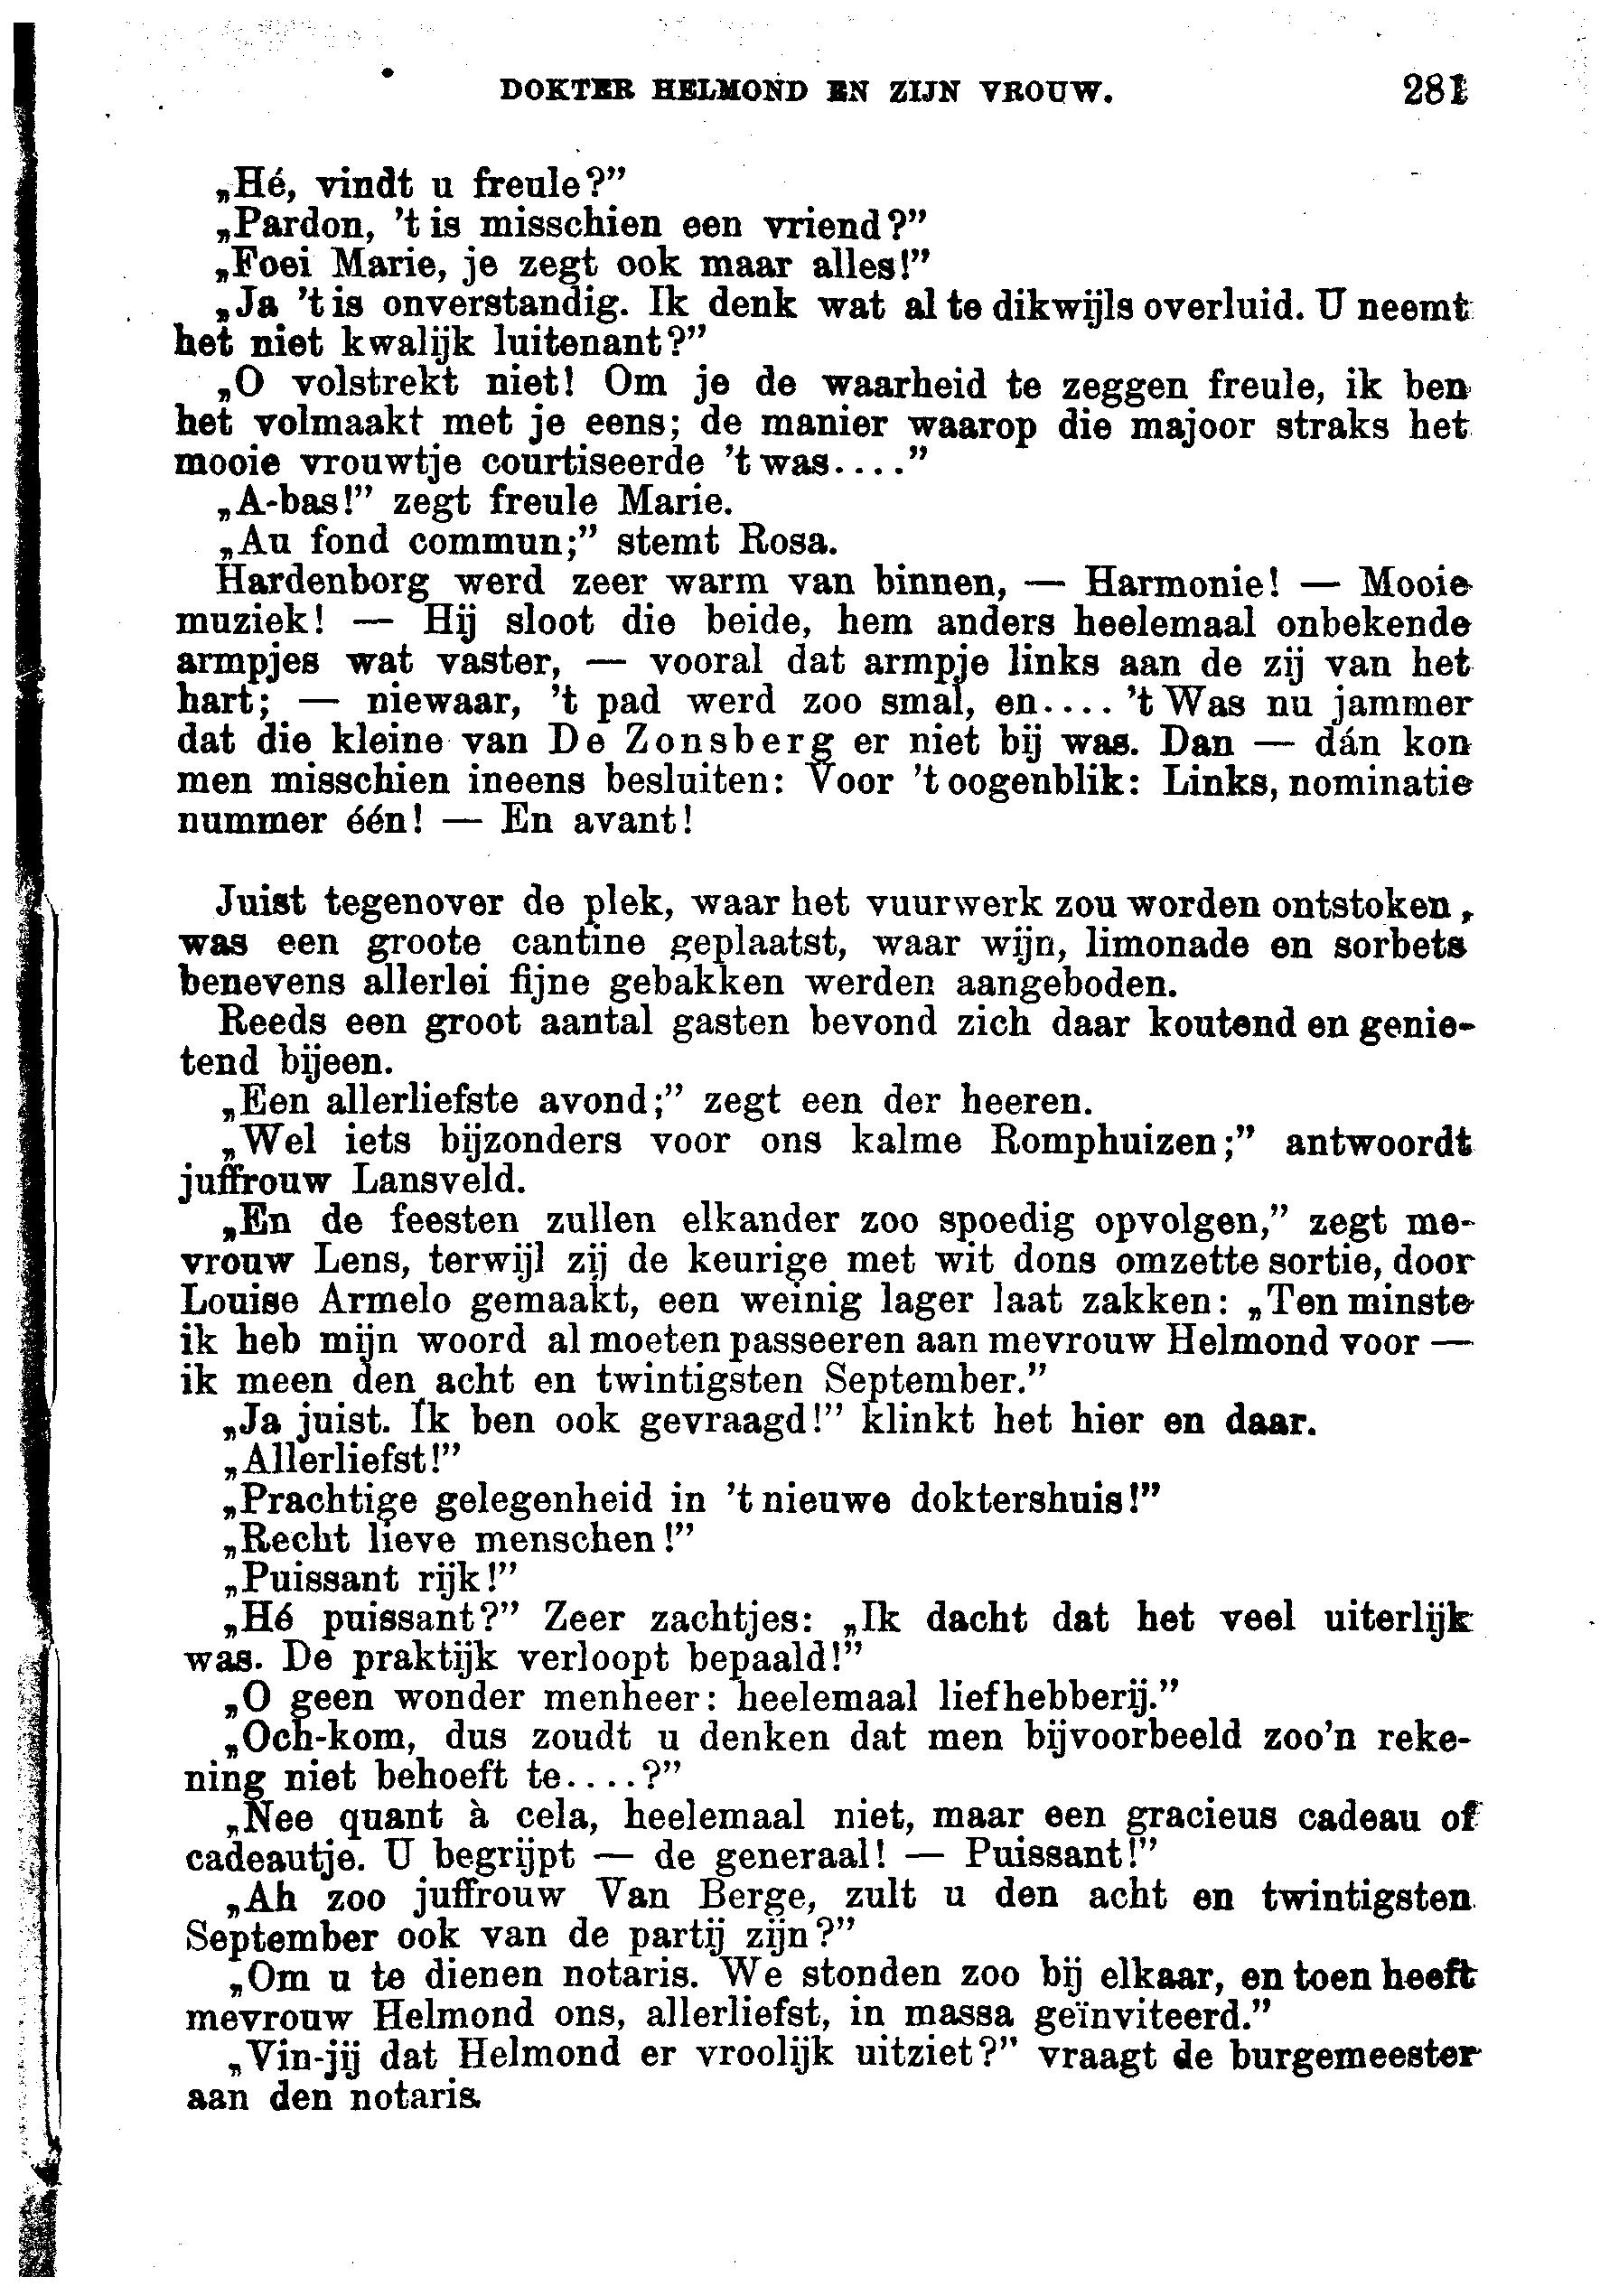 DOKTER HELMOND EN ZIJN VROUW. 281
„Hé, vindt u freule?”
„Pardon, ’t is misschien een vriend?”
„Foei Marie, je zegt ook maar alles!”
„Ja ’t is onverstandig. Ik denk wat al te dikwijls overluid. U neemt
het niet kwalijk luitenant?”
„O volstrekt niet! Om je de waarheid te zeggen freule, ik ben
het volmaakt met je eens; de manier waarop die majoor straks het
mooie vrouwtje courtiseerde ’t was....”
„A-bas!” zegt freule Marie.
„Au fond commun;” stemt Rosa.
Hardenborg werd zeer warm van binnen, — Harmonie! — Mooie
muziek! — Hij sloot die beide, hem anders heelemaal onbekende
armpjes wat vaster, — vooral dat armpje links aan de zij van het
hart; — niewaar, ’t pad werd zoo smal, en.... ’t Was nu jammer
dat die kleine van De Zonsberg er niet bij was. Dan — dán kon
men misschien ineens besluiten: Voor ’t oogenblik: Links, nominatie
nummer één! — En avant!
Juist tegenover de plek, waar het vuurwerk zou worden ontstoken,
was een groote cantine geplaatst, waar wijn, limonade en sorbets
benevens allerlei fijne gebakken werden aangeboden.
Reeds een groot aantal gasten bevond zich daar koutend en genie-
tend bijeen.
„Een allerliefste avond;” zegt een der heeren.
„Wel iets bijzonders voor ons kalme Romphuizen;” antwoordt
juffrouw Lansveld.
„En de feesten zullen elkander zoo spoedig opvolgen,” zegt me-
vrouw Lens, terwijl zij de keurige met wit dons omzette sortie, door
Louise Armelo gemaakt, een weinig lager laat zakken: „Ten minste
ik heb mijn woord al moeten passeeren aan mevrouw Helmond voor —
ik meen den acht en twintigsten September.”
„Ja juist. Ik ben ook gevraagd!” klinkt het hier en daar.
„Allerliefst!”
„Prachtige gelegenheid in ’t nieuwe doktershuis!”
„Recht lieve menschen!”
„Puissant rijk!”
„Hé puissant?” Zeer zachtjes: „Ik dacht dat het veel uiterlijk
was. De praktijk verloopt bepaald!”
„O geen wonder menheer: heelemaal liefhebberij.”
„Och-kom, dus zoudt u denken dat men bijvoorbeeld zoo’n reke-
ning niet behoeft te....?”
„Nee quant à cela, heelemaal niet, maar een gracieus cadeau of
cadeautje. U begrijpt — de generaal! — Puissant!”
„Ah zoo juffrouw Van Berge, zult u den acht en twintigsten
September ook van de partij zijn?”
„Om u te dienen notaris. We stonden zoo bij elkaar, en toen heeft
mevrouw Helmond ons, allerliefst, in massa geïnviteerd.”
„Vin-jij dat Helmond er vroolijk uitziet?” vraagt de burgemeester
aan den notaris.